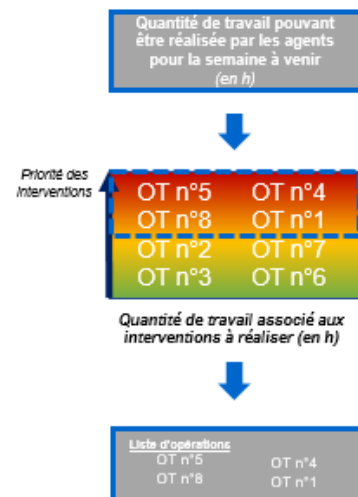 Quantité de travail pouvant
être réalisée par les agents
pour la semaine à venir
(en h)
Priorité des
Interventions
OT n°5 OT n°4
OT n°8 OT n°1
OT n°2 OT n°7
OT n°3 OT n°6
Quantité de travail associé aux
interventions à réaliser (en h)
Liste d'opérations
OT n°5 OT n°4
OT n°8 OT n°1